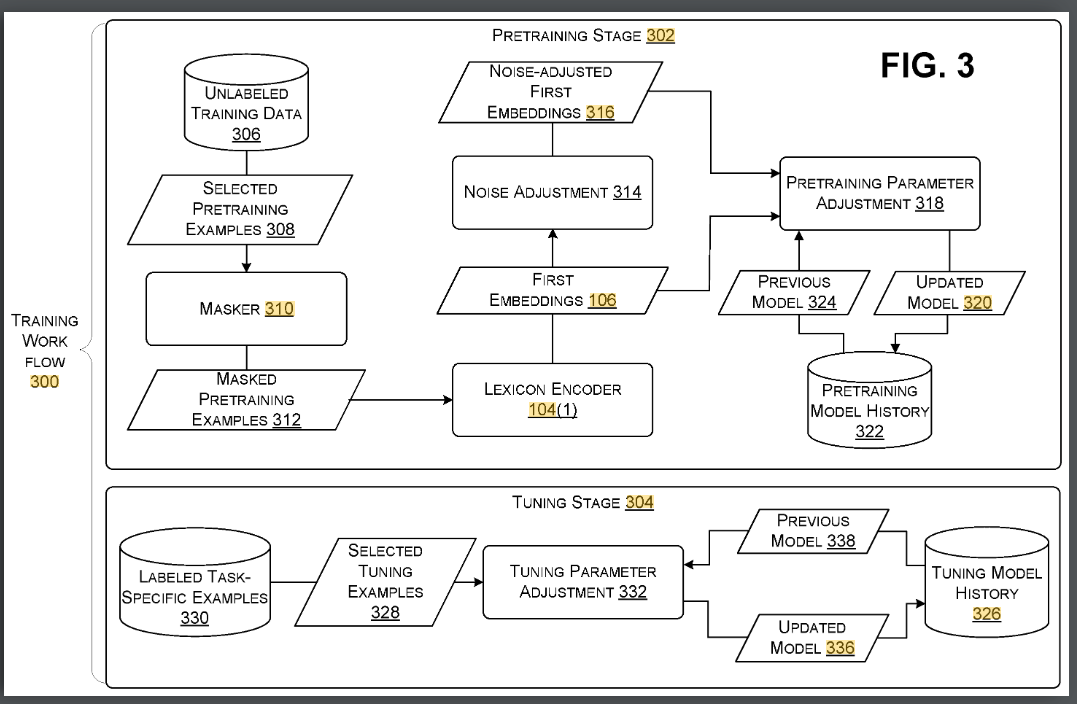 PRETRAINING STAGE 302
FIG. 3
UNLABELED
TRAINING DATA
306
SELECTED
PRETRAINING
EXAMPLES 308
MASKER 310
MASKED
PRETRAINING
EXAMPLES 312
NOISE-ADJUSTED
FIRST
EMBEDDINGS 316
NOISE ADJUSTMENT 314
FIRST
EMBEDDINGS 106
LEXICON ENCODER
104(1)
PRETRAINING PARAMETER
ADJUSTMENT 318
PREVIOUS
MODEL 324
UPDATED
MODEL 320
PRETRAINING
MODEL HISTORY
322
TRAINING
WORK
FLOW
300
TUNING STAGE 304
LABELED TASK-
SPECIFIC EXAMPLES
330
SELECTED
TUNING
EXAMPLES
328
TUNING PARAMETER
ADJUSTMENT 332
PREVIOUS
MODEL 338
UPDATED
MODEL 336
TUNING MODEL
HISTORY
326